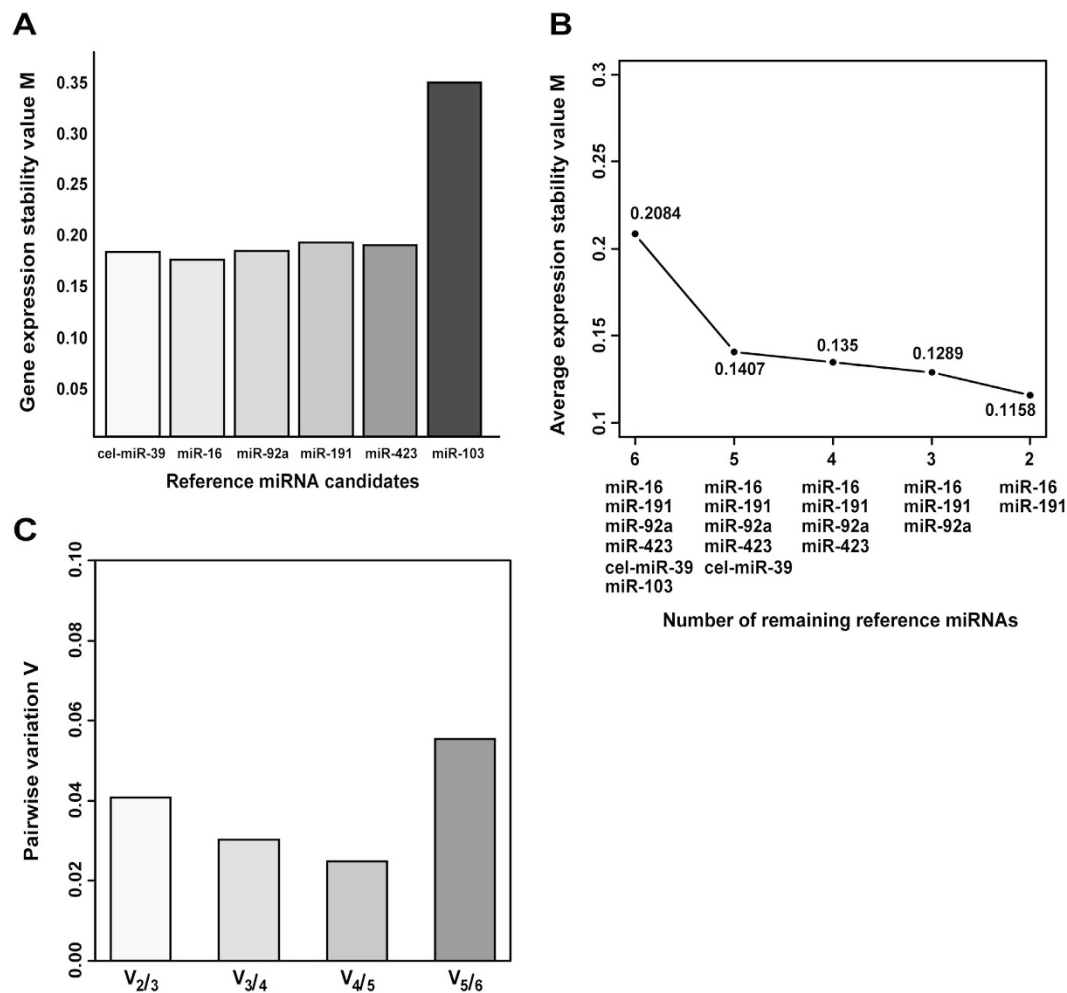 A
Gene expression stability value M
0.35
0.30
0.25
0.20
0.15
0.10
0.05
cel-miR-39 miR-16 miR-92a miR-191 miR-423 miR-103
Reference miRNA candidates
B
Average expression stability value M
0.3
0.25
0.2
0.15
0.1
0.2084
0.1407
0.135
0.1289
0.1158
6 5 4 3 2
miR-16 miR-16 miR-16 miR-16 miR-16
miR-191 miR-191 miR-191 miR-191 miR-191
miR-92a miR-92a miR-92a miR-92a
miR-423 miR-423 miR-423
cel-miR-39 cel-miR-39
miR-103
Number of remaining reference miRNAs
C
Pairwise variation V
0.10
0.08
0.06
0.04
0.02
0.00
V2/3 V3/4 V4/5 V5/6